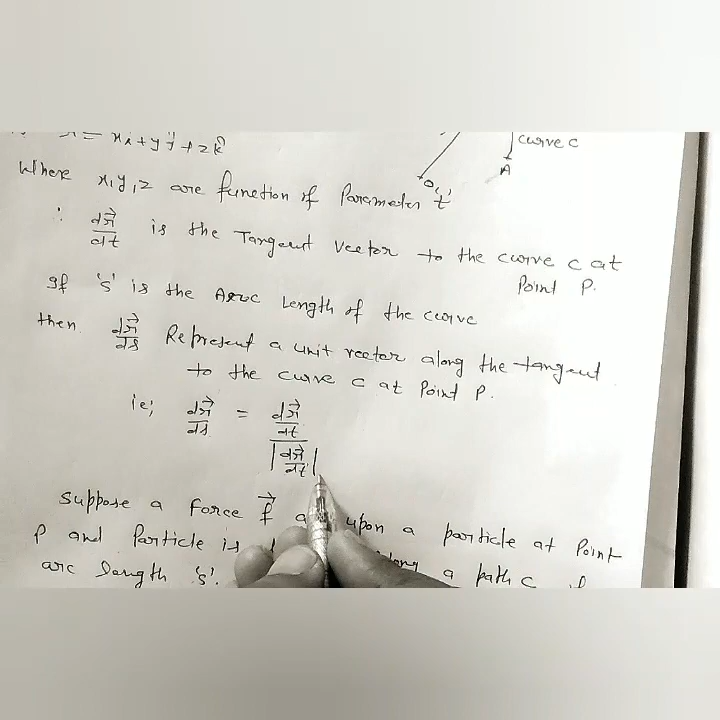 r⃗ = xî + yĵ + zk̂
curve C
A
O(')
Where x, y, z are function of Parameter 't'
∴ dr⃗/dt is the Tangent Vector to the curve C at
Point P.
If 's' is the Arc Length of the curve
then dr⃗/ds Represent a unit vector along the tangent
to the curve C at Point P.
ie; dr⃗/ds = (dr⃗/dt)/|dr⃗/dt|
Suppose a Force f⃗ upon a particle at Point
P and Particle is a path C
arc length 's'.